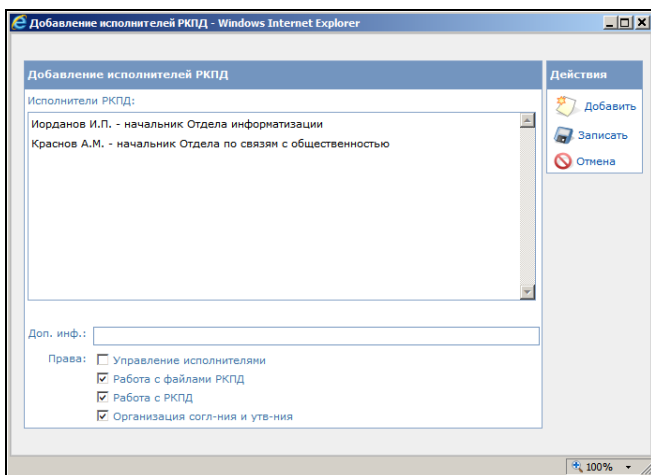 Добавление исполнителей РКПД - Windows Internet Explorer
Добавление исполнителей РКПД
Действия
Исполнители РКПД:
Добавить
Иорданов И.П. - начальник Отдела информатизации
Записать
Краснов А.М. - начальник Отдела по связям с общественностью
Отмена
Доп. инф.:
Права: Управление исполнителями
Работа с файлами РКПД
Работа с РКПД
Организация согл-ния и утв-ния
100%